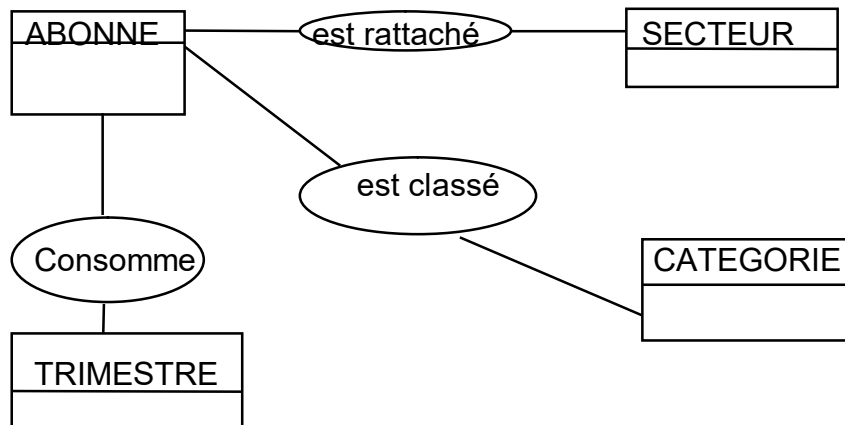 ABONNE
est rattaché
SECTEUR
est classé
Consomme
CATEGORIE
TRIMESTRE